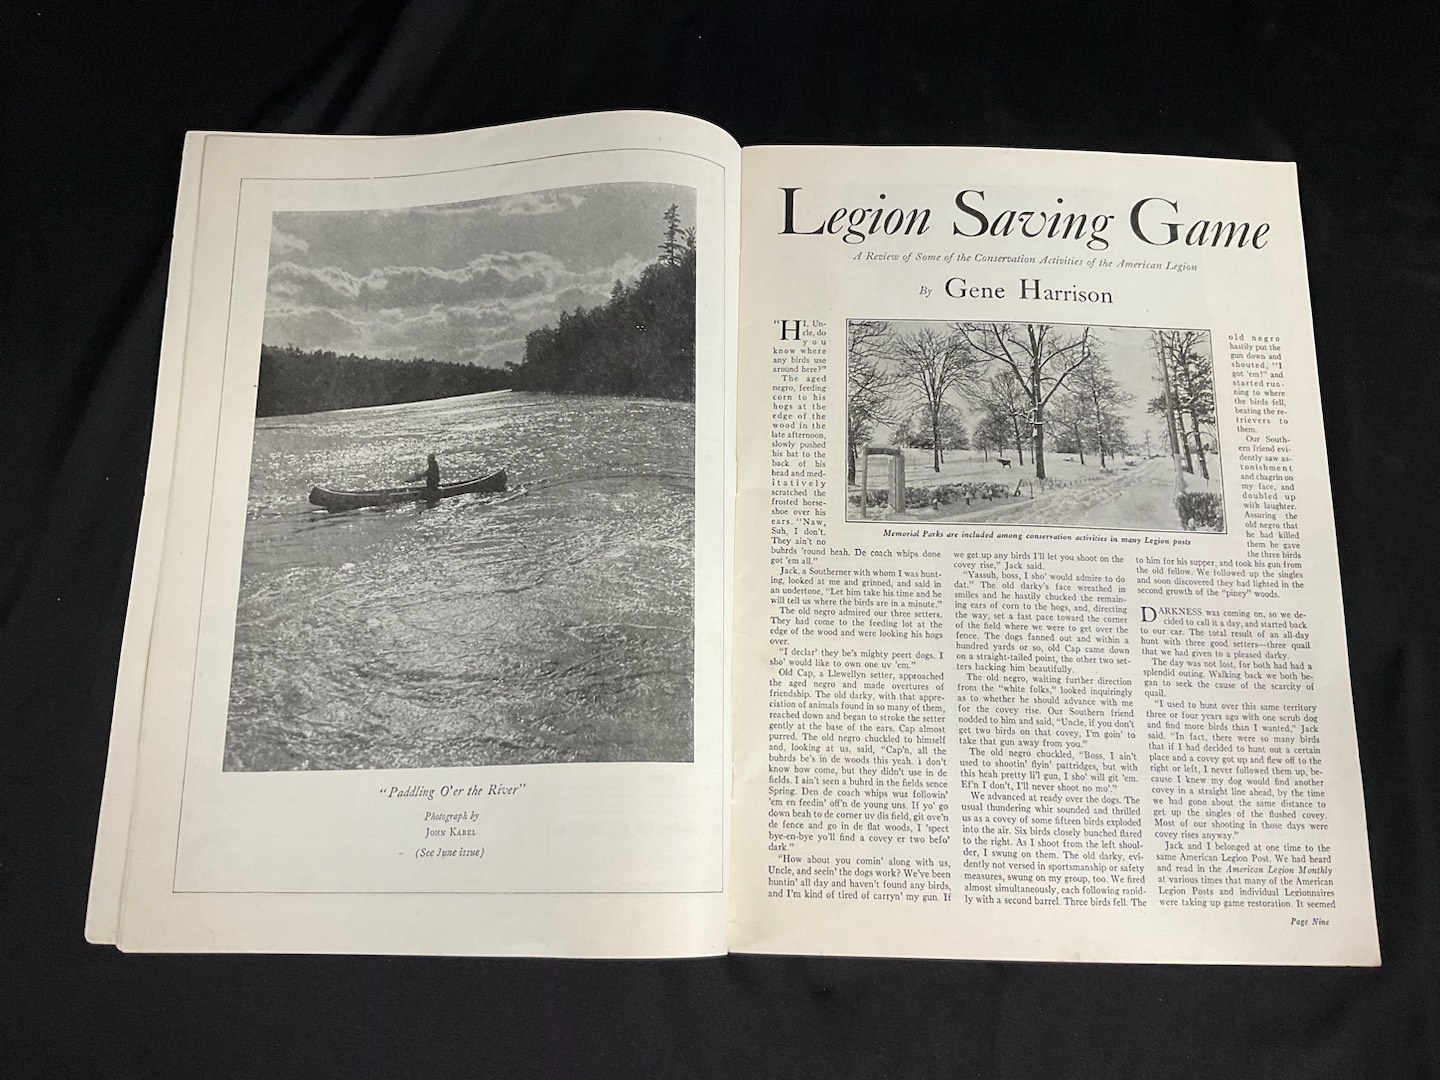 "Paddling O'er the River"
Photograph by
JOHN KABEL
– (See June issue)
Legion Saving Game
A Review of Some of the Conservation Activities of the American Legion
By Gene Harrison
"HI, Un-
cle, do
you
know where
any birds use
around here?"
The aged
negro, feeding
corn to his
hogs at the
edge of the
wood in the
late afternoon,
slowly pushed
his hat to the
back of his
head and med-
itatively
scratched the
frosted horse-
shoe over his
ears. "Naw,
Suh, I don't.
They ain't no
buhrds 'round heah. De coach whips done
got 'em all."
Jack, a Southerner with whom I was hunt-
ing, looked at me and grinned, and said in
an undertone, "Let him take his time and he
will tell us where the birds are in a minute."
The old negro admired our three setters.
They had come to the feeding lot at the
edge of the wood and were looking his hogs
over.
"I declar' they be's mighty peert dogs. I
sho' would like to own one uv 'em."
Old Cap, a Llewellyn setter, approached
the aged negro and made overtures of
friendship. The old darky, with that appre-
ciation of animals found in so many of them,
reached down and began to stroke the setter
gently at the base of the ears. Cap almost
purred. The old negro chuckled to himself
and, looking at us, said, "Cap'n, all the
buhrds be's in de woods this yeah. I don't
know how come, but they didn't use in de
fields. I ain't seen a buhrd in the fields sence
Spring. Den de coach whips wuz followin'
'em en feedin' off'n de young uns. If yo' go
down heah to de corner uv dis field, git ove'n
de fence and go in de flat woods, I 'spect
bye-en-bye yo'll find a covey er two befo'
dark."
"How about you comin' along with us,
Uncle, and seein' the dogs work? We've been
huntin' all day and haven't found any birds,
and I'm kind of tired of carryn' my gun. If
Memorial Parks are included among conservation activities in many Legion posts
we get up any birds I'll let you shoot on the
covey rise," Jack said.
"Yassuh, boss, I sho' would admire to do
dat." The old darky's face wreathed in
smiles and he hastily chucked the remain-
ing ears of corn to the hogs, and, directing
the way, set a fast pace toward the corner
of the field where we were to get over the
fence. The dogs fanned out and within a
hundred yards or so, old Cap came down
on a straight-tailed point, the other two set-
ters backing him beautifully.
The old negro, waiting further direction
from the "white folks," looked inquiringly
as to whether he should advance with me
for the covey rise. Our Southern friend
nodded to him and said, "Uncle, if you don't
get two birds on that covey, I'm goin' to
take that gun away from you."
The old negro chuckled, "Boss, I ain't
used to shootin' flyin' pattridges, but with
this heah pretty li'l gun, I sho' will git 'em.
Ef'n I don't, I'll never shoot no mo'."
We advanced at ready over the dogs. The
usual thundering whir sounded and thrilled
us as a covey of some fifteen birds exploded
into the air. Six birds closely bunched flared
to the right. As I shoot from the left shoul-
der, I swung on them. The old darky, evi-
dently not versed in sportsmanship or safety
measures, swung on my group, too. We fired
almost simultaneously, each following rapid-
ly with a second barrel. Three birds fell. The
old negro
hastily put the
gun down and
shouted, "I
got 'em!" and
started run-
ning to where
the birds fell,
beating the re-
trievers to
them.
Our South-
ern friend evi-
dently saw as-
tonishment
and chagrin on
my face, and
doubled up
with laughter.
Assuring the
old negro that
he had killed
them he gave
the three birds
to him for his supper, and took his gun from
the old fellow. We followed up the singles
and soon discovered they had lighted in the
second growth of the "piney" woods.
DARKNESS was coming on, so we de-
cided to call it a day, and started back
to our car. The total result of an all-day
hunt with three good setters—three quail
that we had given to a pleased darky.
The day was not lost, for both had had a
splendid outing. Walking back we both be-
gan to seek the cause of the scarcity of
quail.
"I used to hunt over this same territory
three or four years ago with one scrub dog
and find more birds than I wanted," Jack
said. "In fact, there were so many birds
that if I had decided to hunt out a certain
place and a covey got up and flew off to the
right or left, I never followed them up, be-
cause I knew my dog would find another
covey in a straight line ahead, by the time
we had gone about the same distance to
get up the singles of the flushed covey.
Most of our shooting in those days were
covey rises anyway."
Jack and I belonged at one time to the
same American Legion Post. We had heard
and read in the American Legion Monthly
at various times that many of the American
Legion Posts and individual Legionnaires
were taking up game restoration. It seemed
Page Nine